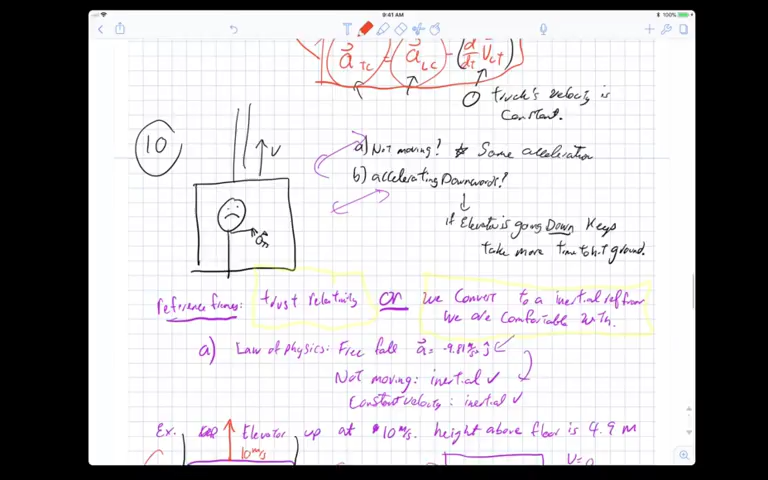 9:41 AM
100%
a⃗ TC = a⃗ LC - (d/dt V⃗ CT)
0 truck's velocity is
constant.
10
V
a) Not moving? * Same acceleration
b) accelerating Downwards?
if Elevator is going Down Keys
take more time to hit ground.
reference frames: trust relativity or we convert to a inertial ref fram
we are comfortable with.
a) Law of physics: Free fall a⃗ = -9.81 m/s² ĵ
Not moving: inertial ✓
Constant velocity: inertial ✓
Ex. Elevator up at 10 m/s. height above floor is 4.9 m
10 m/s